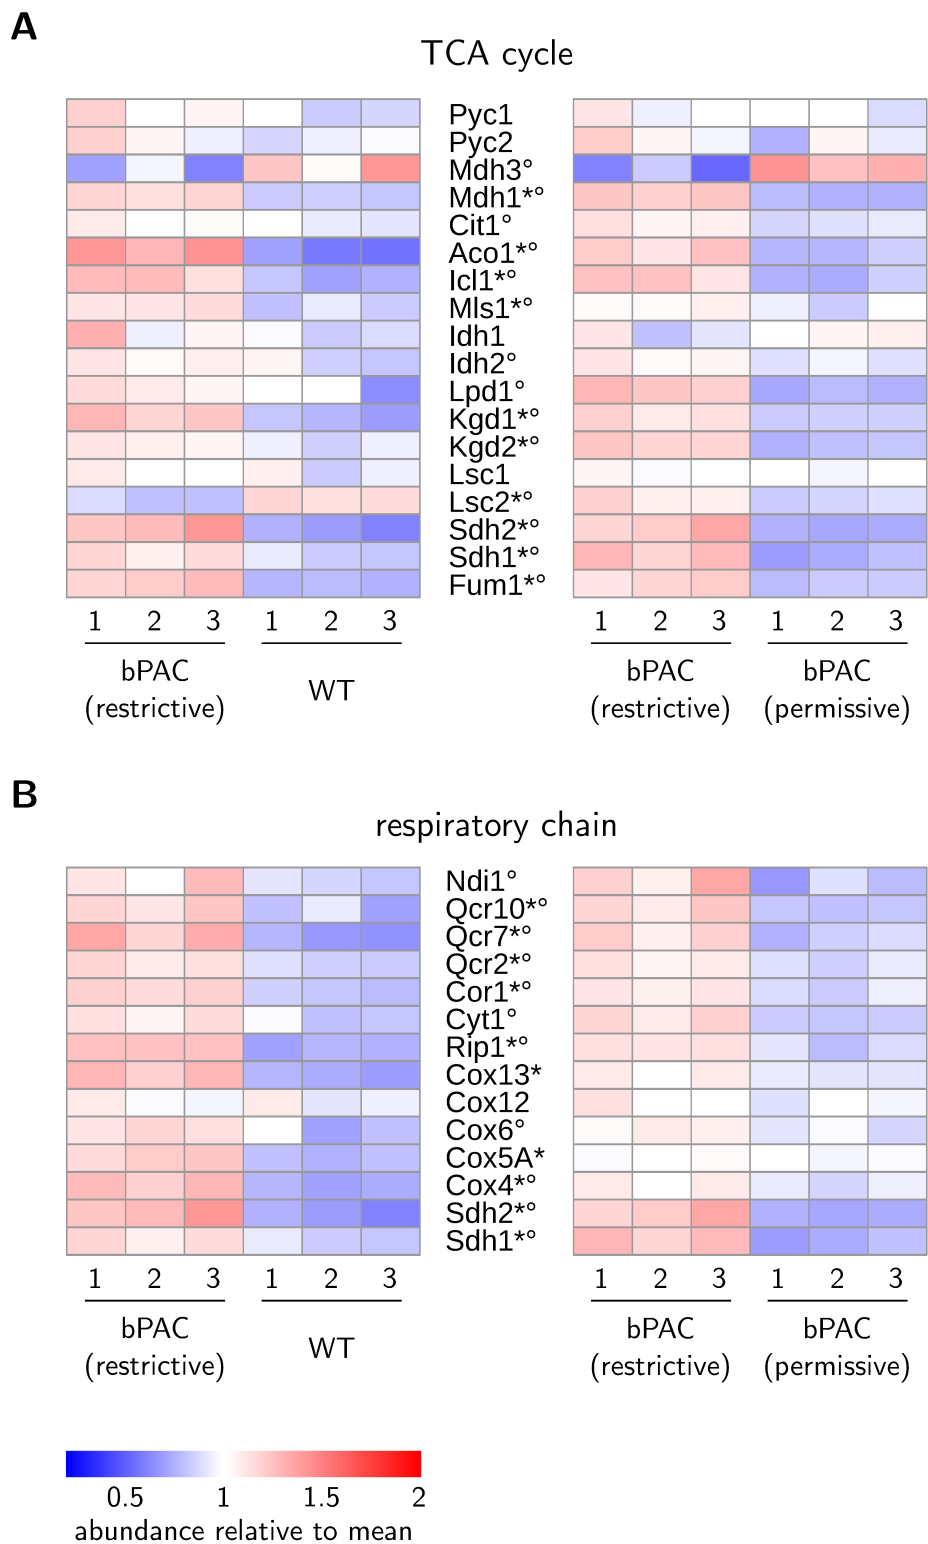 A
TCA cycle
Pyc1
Pyc2
Mdh3°
Mdh1*°
Cit1°
Aco1*°
Icl1*°
Mls1*°
Idh1
Idh2°
Lpd1°
Kgd1*°
Kgd2*°
Lsc1
Lsc2*°
Sdh2*°
Sdh1*°
Fum1*°
1 2 3 1 2 3 1 2 3 1 2 3
bPAC (restrictive) WT bPAC (restrictive) bPAC (permissive)
B
respiratory chain
Ndi1°
Qcr10*°
Qcr7*°
Qcr2*°
Cor1*°
Cyt1°
Rip1*°
Cox13*
Cox12
Cox6°
Cox5A*
Cox4*°
Sdh2*°
Sdh1*°
1 2 3 1 2 3 1 2 3 1 2 3
bPAC (restrictive) WT bPAC (restrictive) bPAC (permissive)
0.5 1 1.5 2
abundance relative to mean